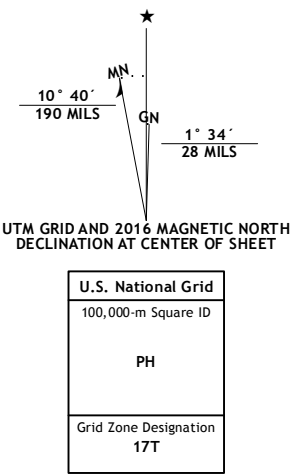 MN
10° 40´
190 MILS
GN
1° 34´
28 MILS
UTM GRID AND 2016 MAGNETIC NORTH
DECLINATION AT CENTER OF SHEET
U.S. National Grid
100,000-m Square ID
PH
Grid Zone Designation
17T